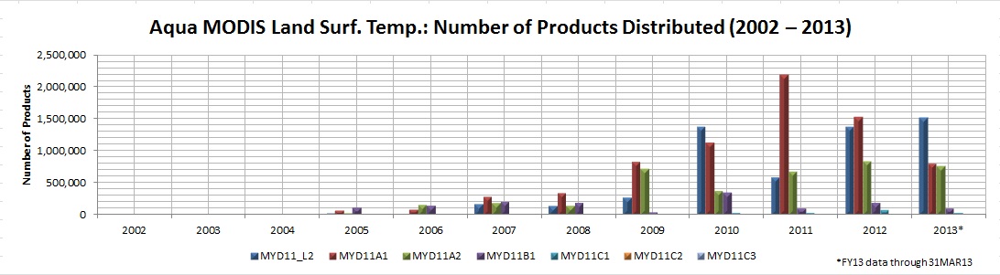 Aqua MODIS Land Surf. Temp.: Number of Products Distributed (2002 – 2013)
Number of Products
2,500,000
2,000,000
1,500,000
1,000,000
500,000
0
2002 2003 2004 2005 2006 2007 2008 2009 2010 2011 2012 2013*
MYD11_L2 MYD11A1 MYD11A2 MYD11B1 MYD11C1 MYD11C2 MYD11C3
*FY13 data through 31MAR13